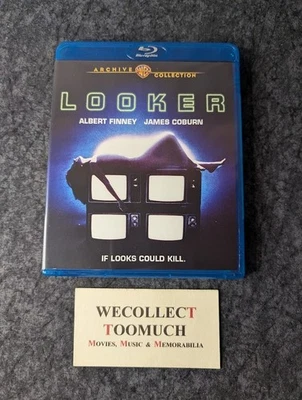 ARCHIVE COLLECTION
LOOKER
ALBERT FINNEY JAMES COBURN
IF LOOKS COULD KILL.
WECOLLECT
TOOMUCH
MOVIES, MUSIC & MEMORABILIA